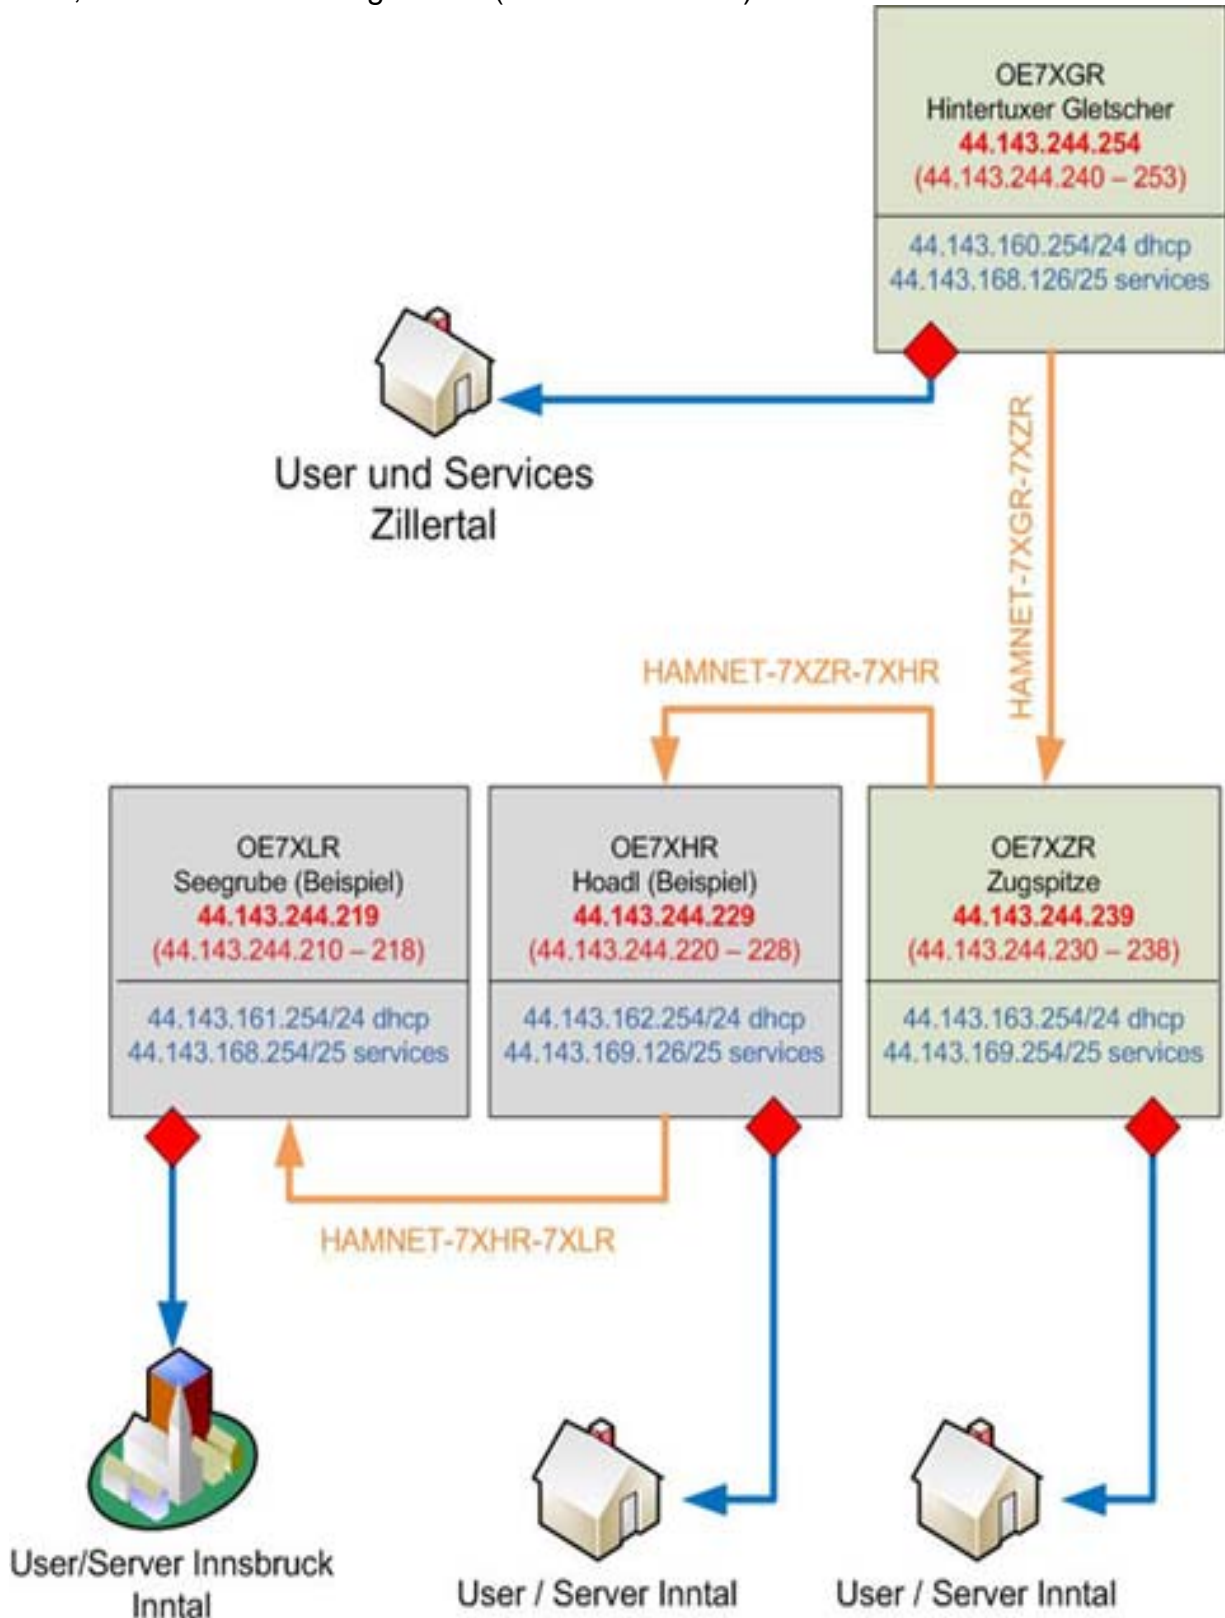 OE7XGR
Hintertuxer Gletscher
44.143.244.254
(44.143.244.240 – 253)
44.143.160.254/24 dhcp
44.143.168.126/25 services
User und Services
Zillertal
HAMNET-7XGR-7XZR
HAMNET-7XZR-7XHR
OE7XLR
Seegrube (Beispiel)
44.143.244.219
(44.143.244.210 – 218)
44.143.161.254/24 dhcp
44.143.168.254/25 services
OE7XHR
Hoadl (Beispiel)
44.143.244.229
(44.143.244.220 – 228)
44.143.162.254/24 dhcp
44.143.169.126/25 services
OE7XZR
Zugspitze
44.143.244.239
(44.143.244.230 – 238)
44.143.163.254/24 dhcp
44.143.169.254/25 services
HAMNET-7XHR-7XLR
User/Server Innsbruck
Inntal
User / Server Inntal
User / Server Inntal